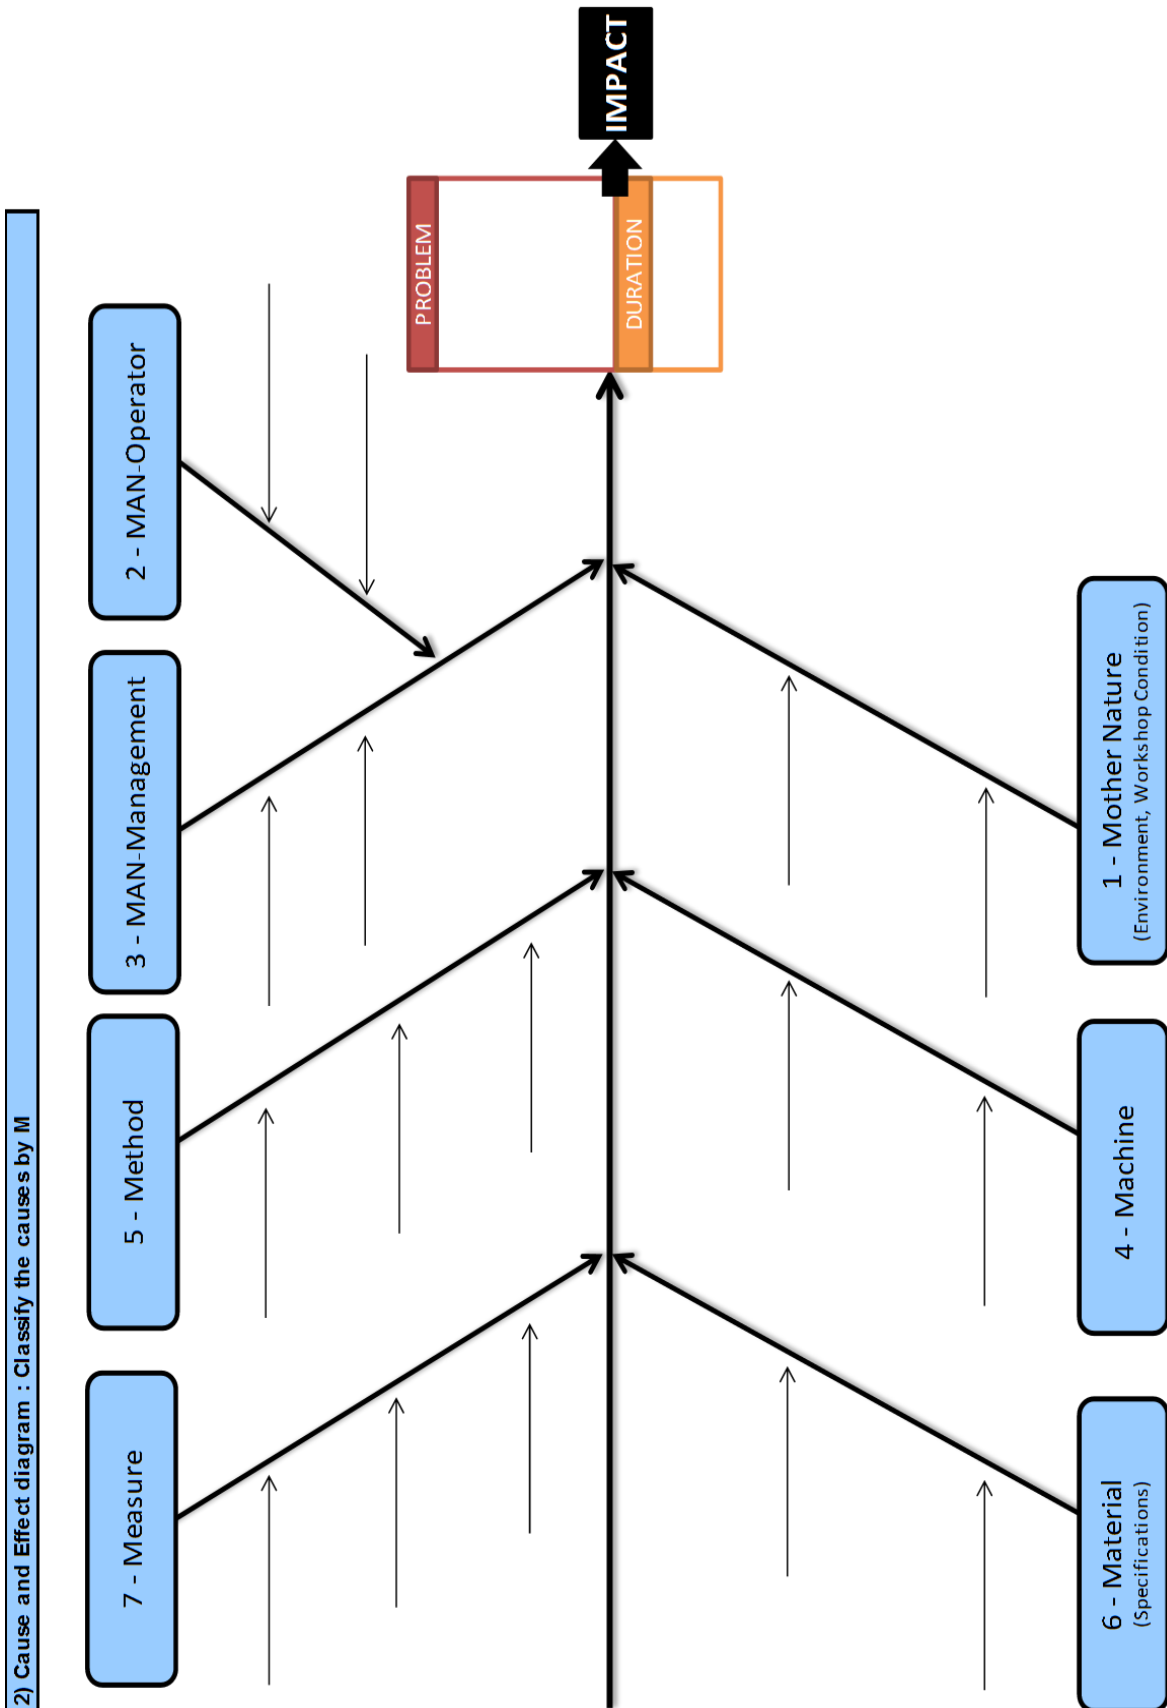 2) Cause and Effect diagram : Classify the causes by M
7 - Measure
5 - Method
3 - MAN-Management
2 - MAN-Operator
PROBLEM
DURATION
IMPACT
6 - Material
(Specifications)
4 - Machine
1 - Mother Nature
(Environment, Workshop Condition)